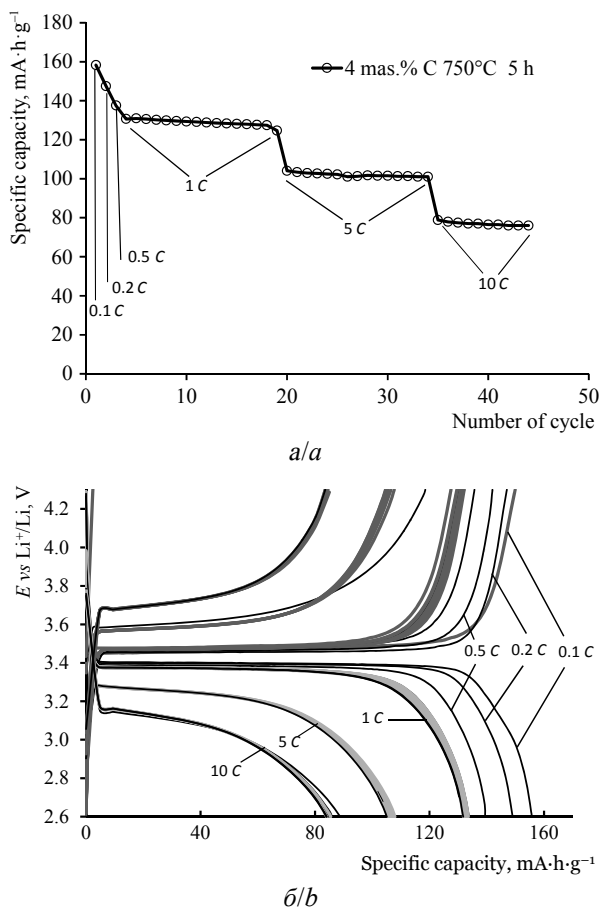 Specific capacity, mA·h·g⁻¹
180
160
140
120
100
80
60
40
20
0
4 mas.% C 750°C 5 h
1 C
5 C
10 C
0.5 C
0.2 C
0.1 C
0 10 20 30 40 50
Number of cycle
а/a
E vs Li⁺/Li, V
4.2
3.9
3.6
3.4
3.2
3.0
2.8
2.6
0.5 C 0.2 C 0.1 C
1 C
5 C
10 C
0 40 80 120 160
Specific capacity, mA·h·g⁻¹
б/b